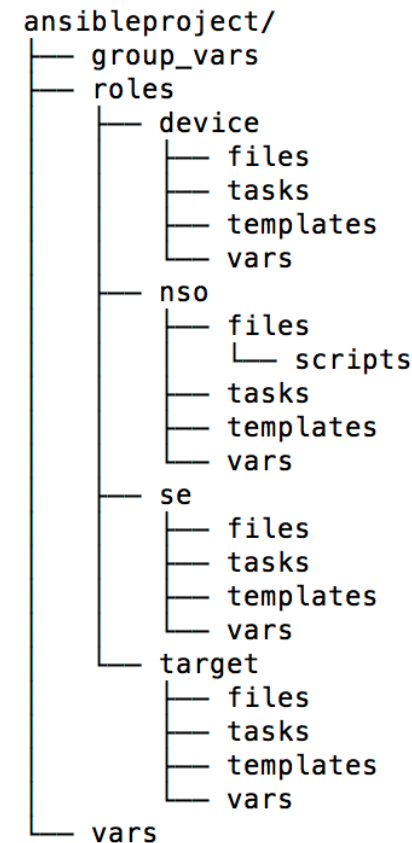 ansibleproject/
├── group_vars
├── roles
│   ├── device
│   │   ├── files
│   │   ├── tasks
│   │   ├── templates
│   │   └── vars
│   ├── nso
│   │   ├── files
│   │   │   └── scripts
│   │   ├── tasks
│   │   ├── templates
│   │   └── vars
│   ├── se
│   │   ├── files
│   │   ├── tasks
│   │   ├── templates
│   │   └── vars
│   └── target
│       ├── files
│       ├── tasks
│       ├── templates
│       └── vars
└── vars